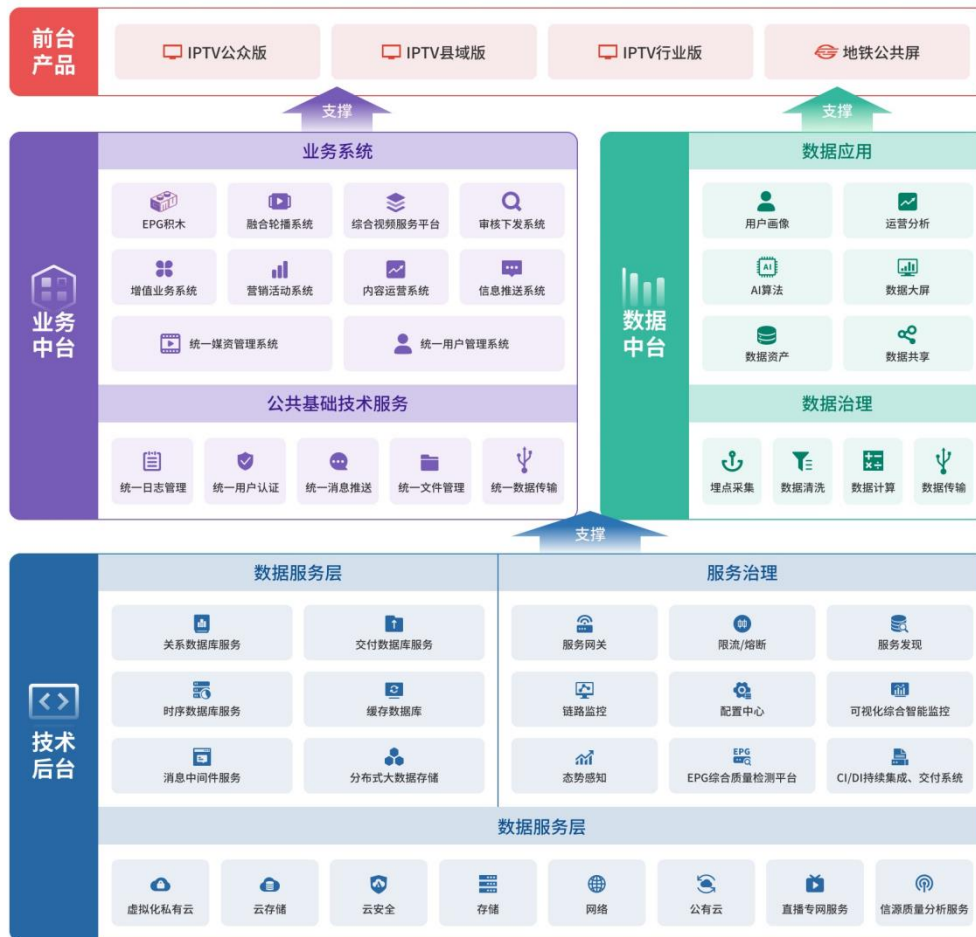 前台
产品
IPTV公众版
IPTV县域版
IPTV行业版
地铁公共屏
支撑
支撑
业务
中台
业务系统
EPG积木
融合轮播系统
综合视频服务平台
审核下发系统
增值业务系统
营销活动系统
内容运营系统
信息推送系统
统一媒资管理系统
统一用户管理系统
公共基础技术服务
统一日志管理
统一用户认证
统一消息推送
统一文件管理
统一数据传输
数据
中台
数据应用
用户画像
运营分析
AI
AI算法
数据大屏
数据资产
数据共享
数据治理
埋点采集
数据清洗
数据计算
数据传输
支撑
技术
后台
数据服务层
关系数据库服务
交付数据库服务
时序数据库服务
缓存数据库
消息中间件服务
分布式大数据存储
服务治理
服务网关
限流/熔断
服务发现
链路监控
配置中心
可视化综合智能监控
态势感知
EPG
EPG综合质量检测平台
CI/DI持续集成、交付系统
数据服务层
虚拟化私有云
云存储
云安全
存储
网络
公有云
直播专网服务
信源质量分析服务